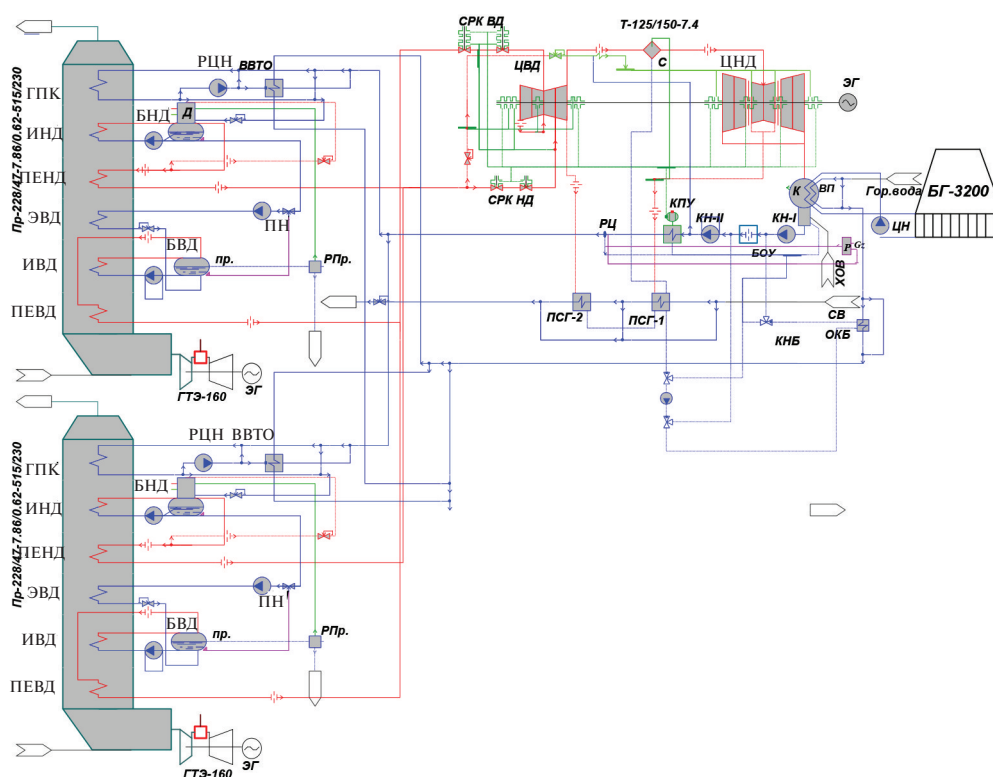 Т-125/150-7.4
СРК ВД
РЦН
ВВТО
ЦВД
С
ЦНД
ЭГ
Пр-228/47-7.86/0.62-515/230
ГПК
БНД
Д
ИНД
ПЕНД
СРК НД
К
ВП
Гор.вода
БГ-3200
ЭВД
ПН
РЦ
КПУ
КН-II
КН-I
ЦН
БОУ
Р
G
ХОВ
ИВД
БВД
пр.
РПр.
ПЕВД
ПСГ-2
ПСГ-1
СВ
КНБ
ОКБ
ГТЭ-160
ЭГ
Пр-228/47-7.86/0.62-515/230
РЦН
ВВТО
ГПК
БНД
ИНД
ПЕНД
ЭВД
ПН
БВД
пр.
РПр.
ИВД
ПЕВД
ГТЭ-160
ЭГ